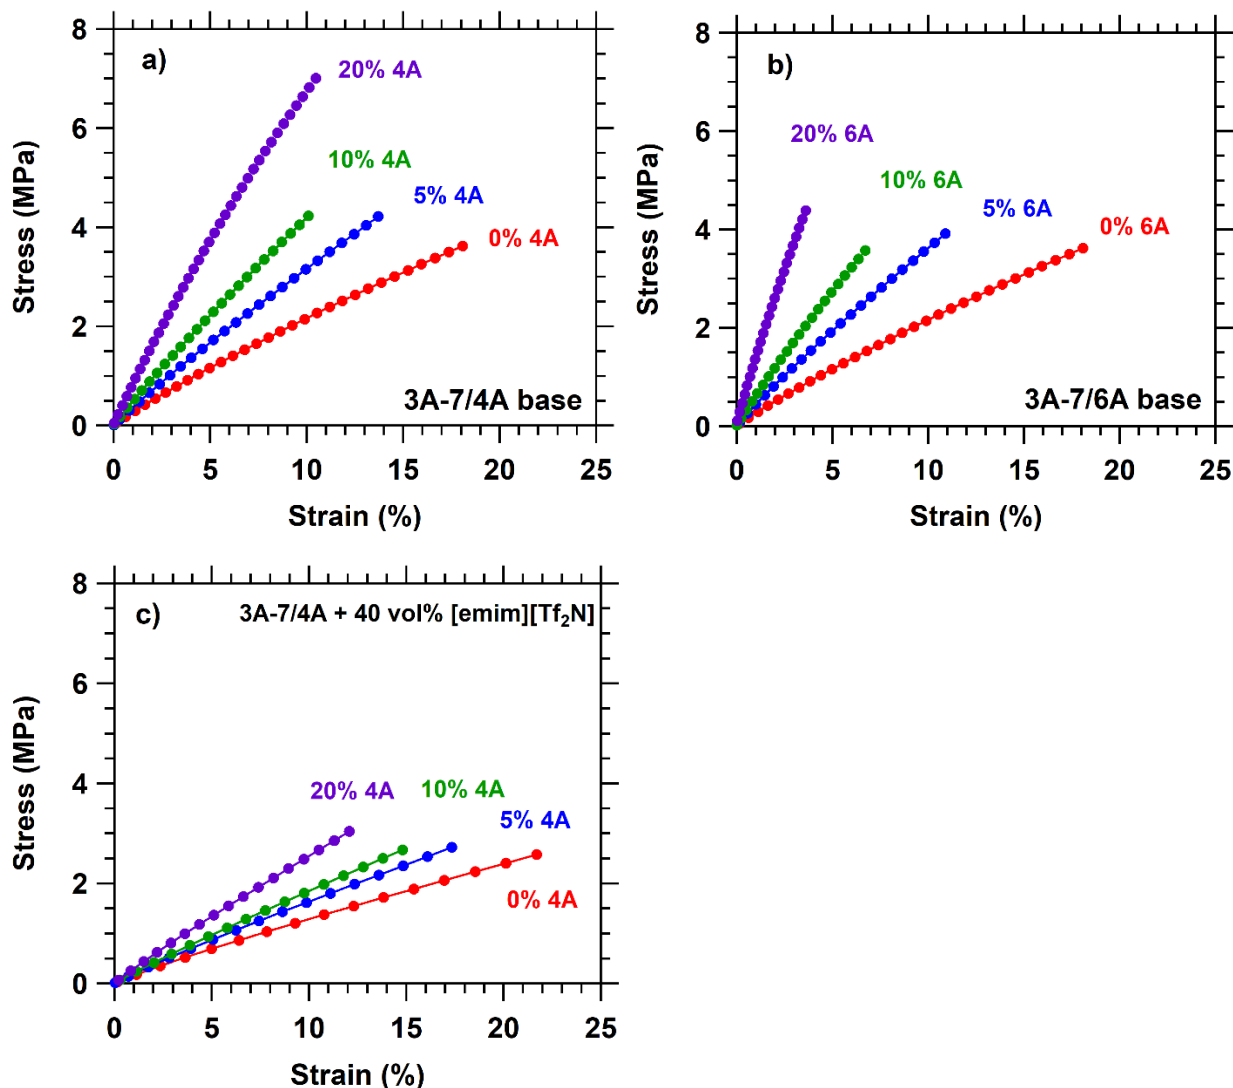 a)
20% 4A
10% 4A
5% 4A
0% 4A
3A-7/4A base
Stress (MPa)
8
6
4
2
0
0 5 10 15 20 25
Strain (%)
b)
20% 6A
10% 6A
5% 6A
0% 6A
3A-7/6A base
Stress (MPa)
8
6
4
2
0
0 5 10 15 20 25
Strain (%)
c)
3A-7/4A + 40 vol% [emim][Tf₂N]
20% 4A
10% 4A
5% 4A
0% 4A
Stress (MPa)
8
6
4
2
0
0 5 10 15 20 25
Strain (%)